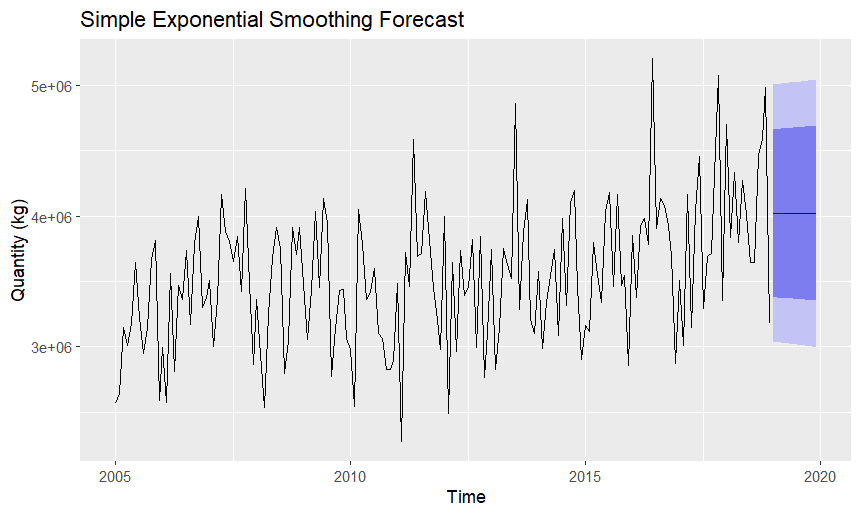 Simple Exponential Smoothing Forecast
Quantity (kg)
5e+06
4e+06
3e+06
2005 2010 2015 2020
Time